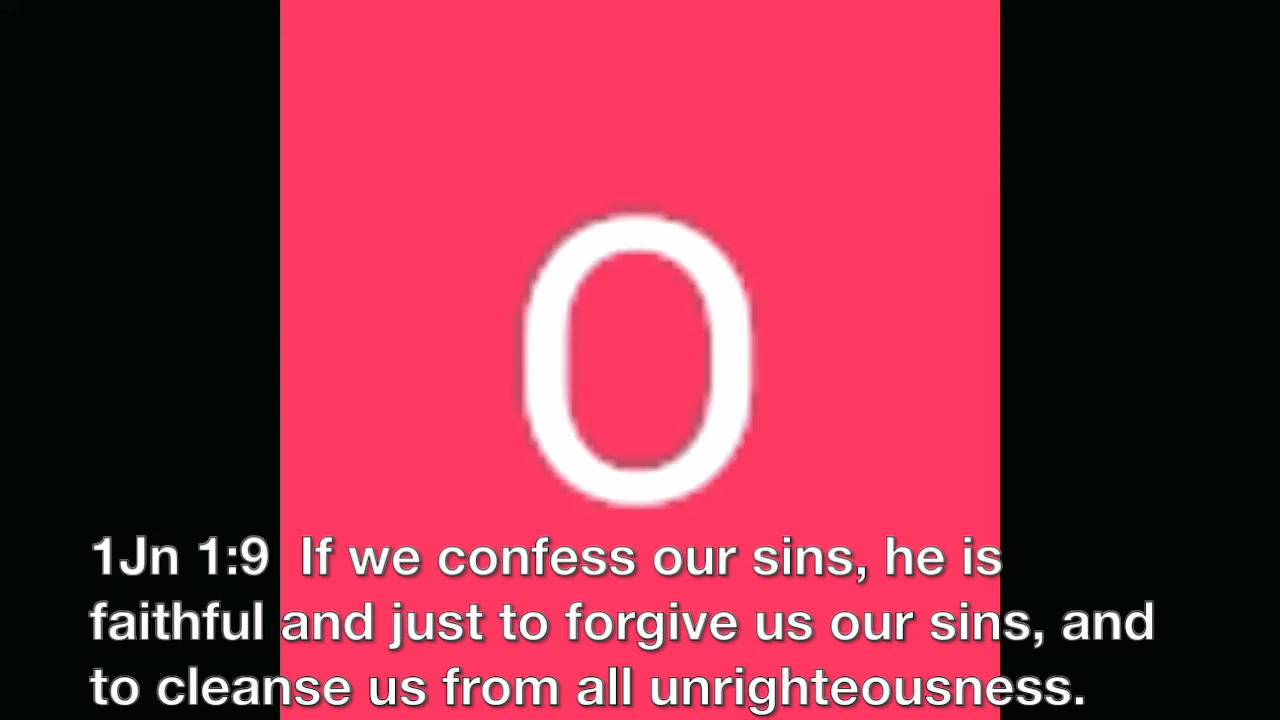 O
1Jn 1:9  If we confess our sins, he is
faithful and just to forgive us our sins, and
to cleanse us from all unrighteousness.